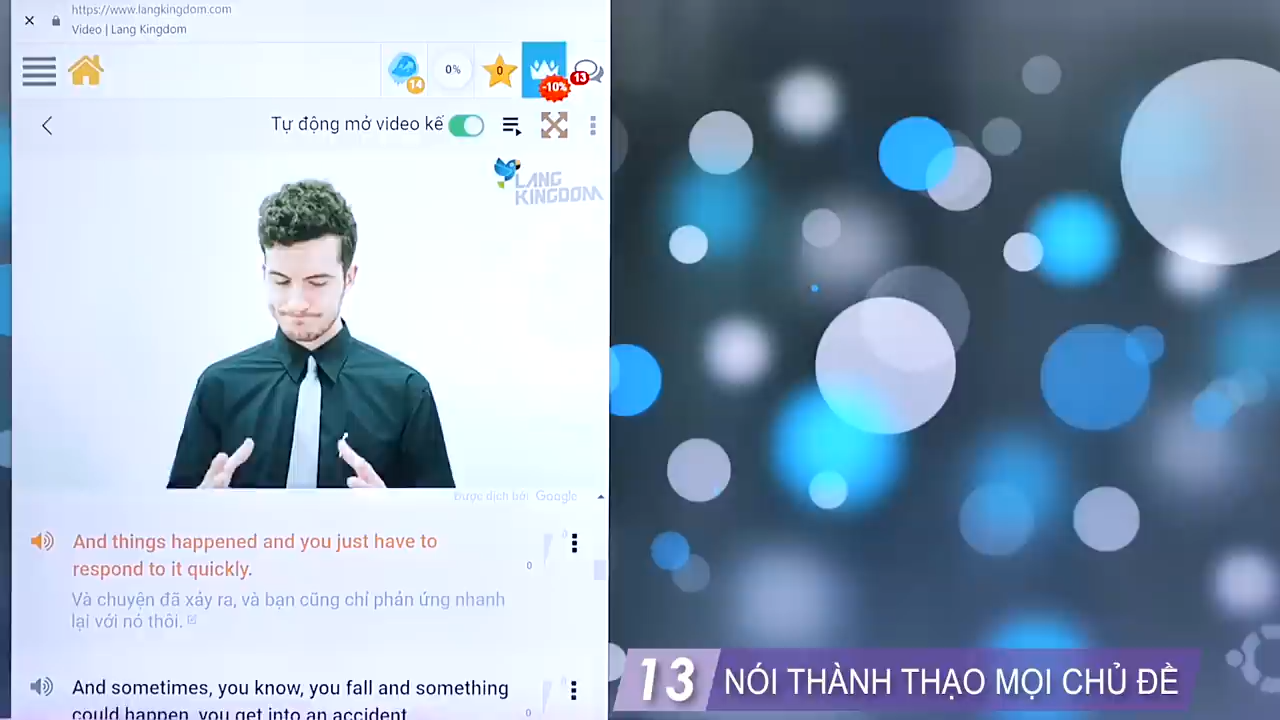 https://www.langkingdom.com
Video | Lang Kingdom
14
0%
0
-10%
13
Tự động mở video kế
LANG
KINGDOM
Được dịch bởi Google
And things happened and you just have to
respond to it quickly.
0
0
Và chuyện đã xảy ra, và bạn cũng chỉ phản ứng nhanh
lại với nó thôi.
And sometimes, you know, you fall and something
could happen, you get into an accident
0
13 NÓI THÀNH THẠO MỌI CHỦ ĐỀ